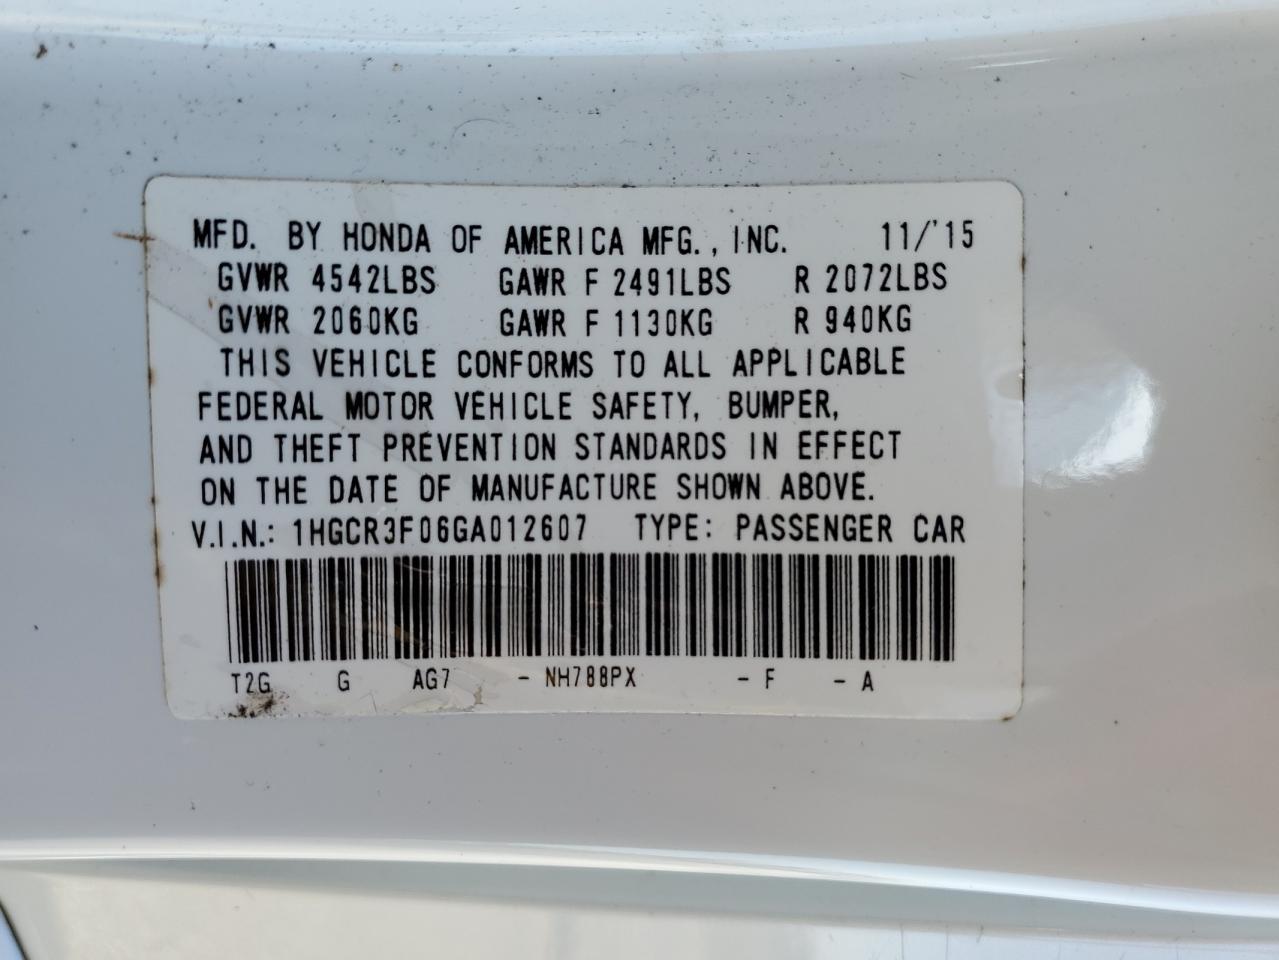 MFD. BY HONDA OF AMERICA MFG., INC. 11/'15
GVWR 4542LBS GAWR F 2491LBS R 2072LBS
GVWR 2060KG GAWR F 1130KG R 940KG
THIS VEHICLE CONFORMS TO ALL APPLICABLE
FEDERAL MOTOR VEHICLE SAFETY, BUMPER,
AND THEFT PREVENTION STANDARDS IN EFFECT
ON THE DATE OF MANUFACTURE SHOWN ABOVE.
V.I.N.: 1HGCR3F06GA012607 TYPE: PASSENGER CAR
T2G G AG7 - NH788PX - F - A